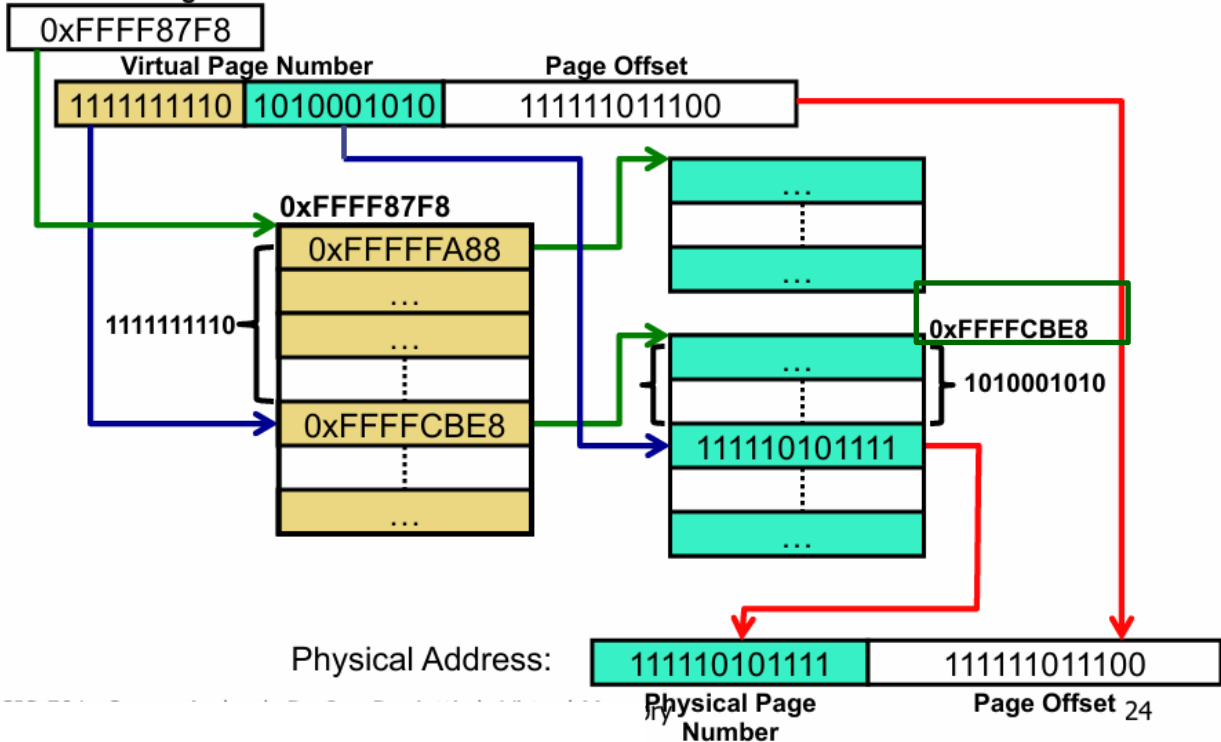 0xFFFF87F8
Virtual Page Number
Page Offset
1111111110
1010001010
111111011100
0xFFFF87F8
0xFFFFFA88
...
...
0xFFFFCBE8
...
1111111110
...
...
0xFFFFCBE8
...
111110101111
...
1010001010
Physical Address:
111110101111
111111011100
Physical Page
Number
Page Offset
24